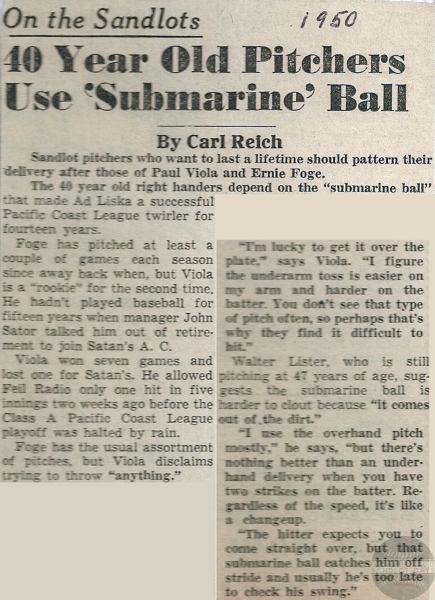 On the Sandlots
1950
40 Year Old Pitchers
Use 'Submarine' Ball
By Carl Reich
Sandlot pitchers who want to last a lifetime should pattern their
delivery after those of Paul Viola and Ernie Foge.
The 40 year old right handers depend on the "submarine ball"
that made Ad Liska a successful
Pacific Coast League twirler for
fourteen years.
Foge has pitched at least a
couple of games each season
since away back when, but Viola
is a "rookie" for the second time.
He hadn't played baseball for
fifteen years when manager John
Sator talked him out of retire-
ment to join Satan's A. C.
Viola won seven games and
lost one for Satan's. He allowed
Feil Radio only one hit in five
innings two weeks ago before the
Class A Pacific Coast League
playoff was halted by rain.
Foge has the usual assortment
of pitches, but Viola disclaims
trying to throw "anything."
"I'm lucky to get it over the
plate," says Viola. "I figure
the underarm toss is easier on
my arm and harder on the
batter. You don't see that type
of pitch often, so perhaps that's
why they find it difficult to
hit."
Walter Lister, who is still
pitching at 47 years of age, sug-
gests the submarine ball is
harder to clout because "it comes
out of the dirt."
"I use the overhand pitch
mostly," he says, "but there's
nothing better than an under-
hand delivery when you have
two strikes on the batter. Re-
gardless of the speed, it's like
a changeup.
"The hitter expects you to
come straight over, but that
submarine ball catches him off
stride and usually he's too late
to check his swing."